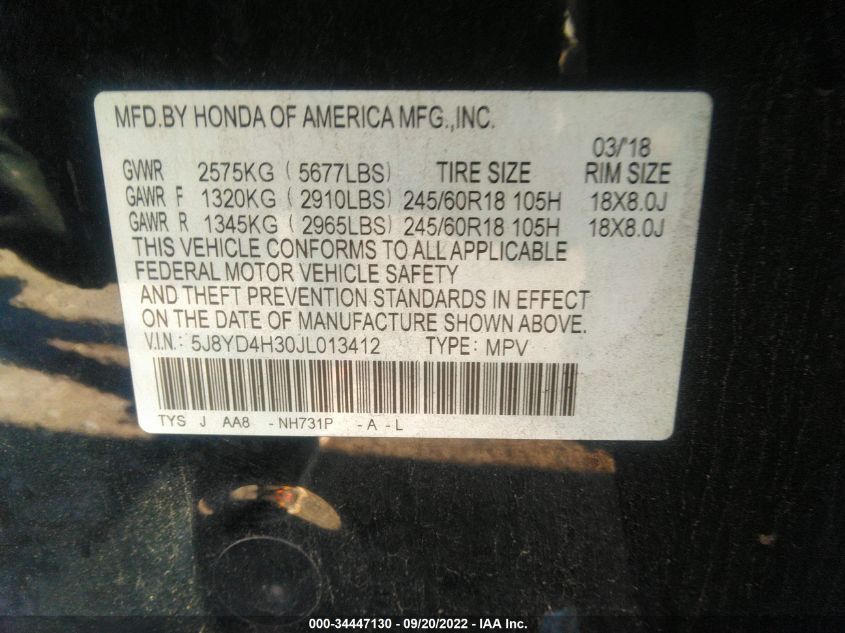 MFD.BY HONDA OF AMERICA MFG.,INC.
03/'18
GVWR 2575KG ( 5677LBS) TIRE SIZE RIM SIZE
GAWR F 1320KG ( 2910LBS) 245/60R18 105H 18X8.0J
GAWR R 1345KG ( 2965LBS) 245/60R18 105H 18X8.0J
THIS VEHICLE CONFORMS TO ALL APPLICABLE
FEDERAL MOTOR VEHICLE SAFETY
AND THEFT PREVENTION STANDARDS IN EFFECT
ON THE DATE OF MANUFACTURE SHOWN ABOVE.
V.I.N.: 5J8YD4H30JL013412 TYPE: MPV
TYS J AA8 - NH731P - A - L
000-34447130 - 09/20/2022 - IAA Inc.